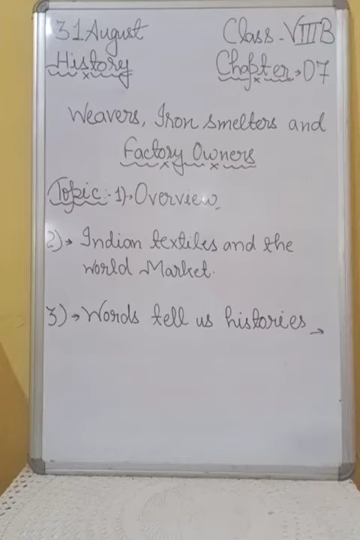 31 August Class-VIIIB
History Chapter-07
Weavers, Iron smelters and
Factory Owners
Topic:1) Overview,
2)→ Indian textiles and the
world Market.
3)→ Words tell us histories→